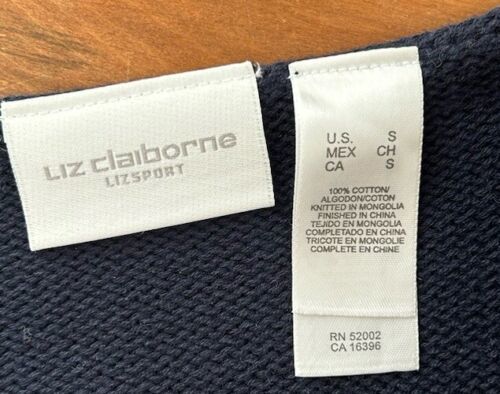 LIZ claiborne
LIZSPORT
U.S. S
MEX CH
CA S
100% COTTON/
ALGODON/COTON
KNITTED IN MONGOLIA
FINISHED IN CHINA
TEJIDO EN MONGOLIA
COMPLETADO EN CHINA
TRICOTE EN MONGOLIE
COMPLETE EN CHINE
RN 52002
CA 16396